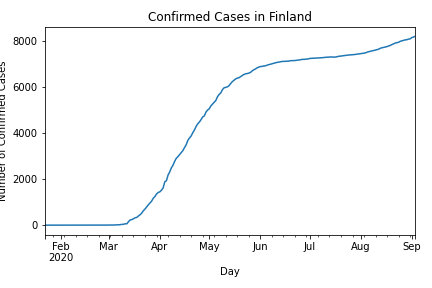 Confirmed Cases in Finland
Number of Confirmed Cases
8000
6000
4000
2000
0
Feb Mar Apr May Jun Jul Aug Sep
2020
Day